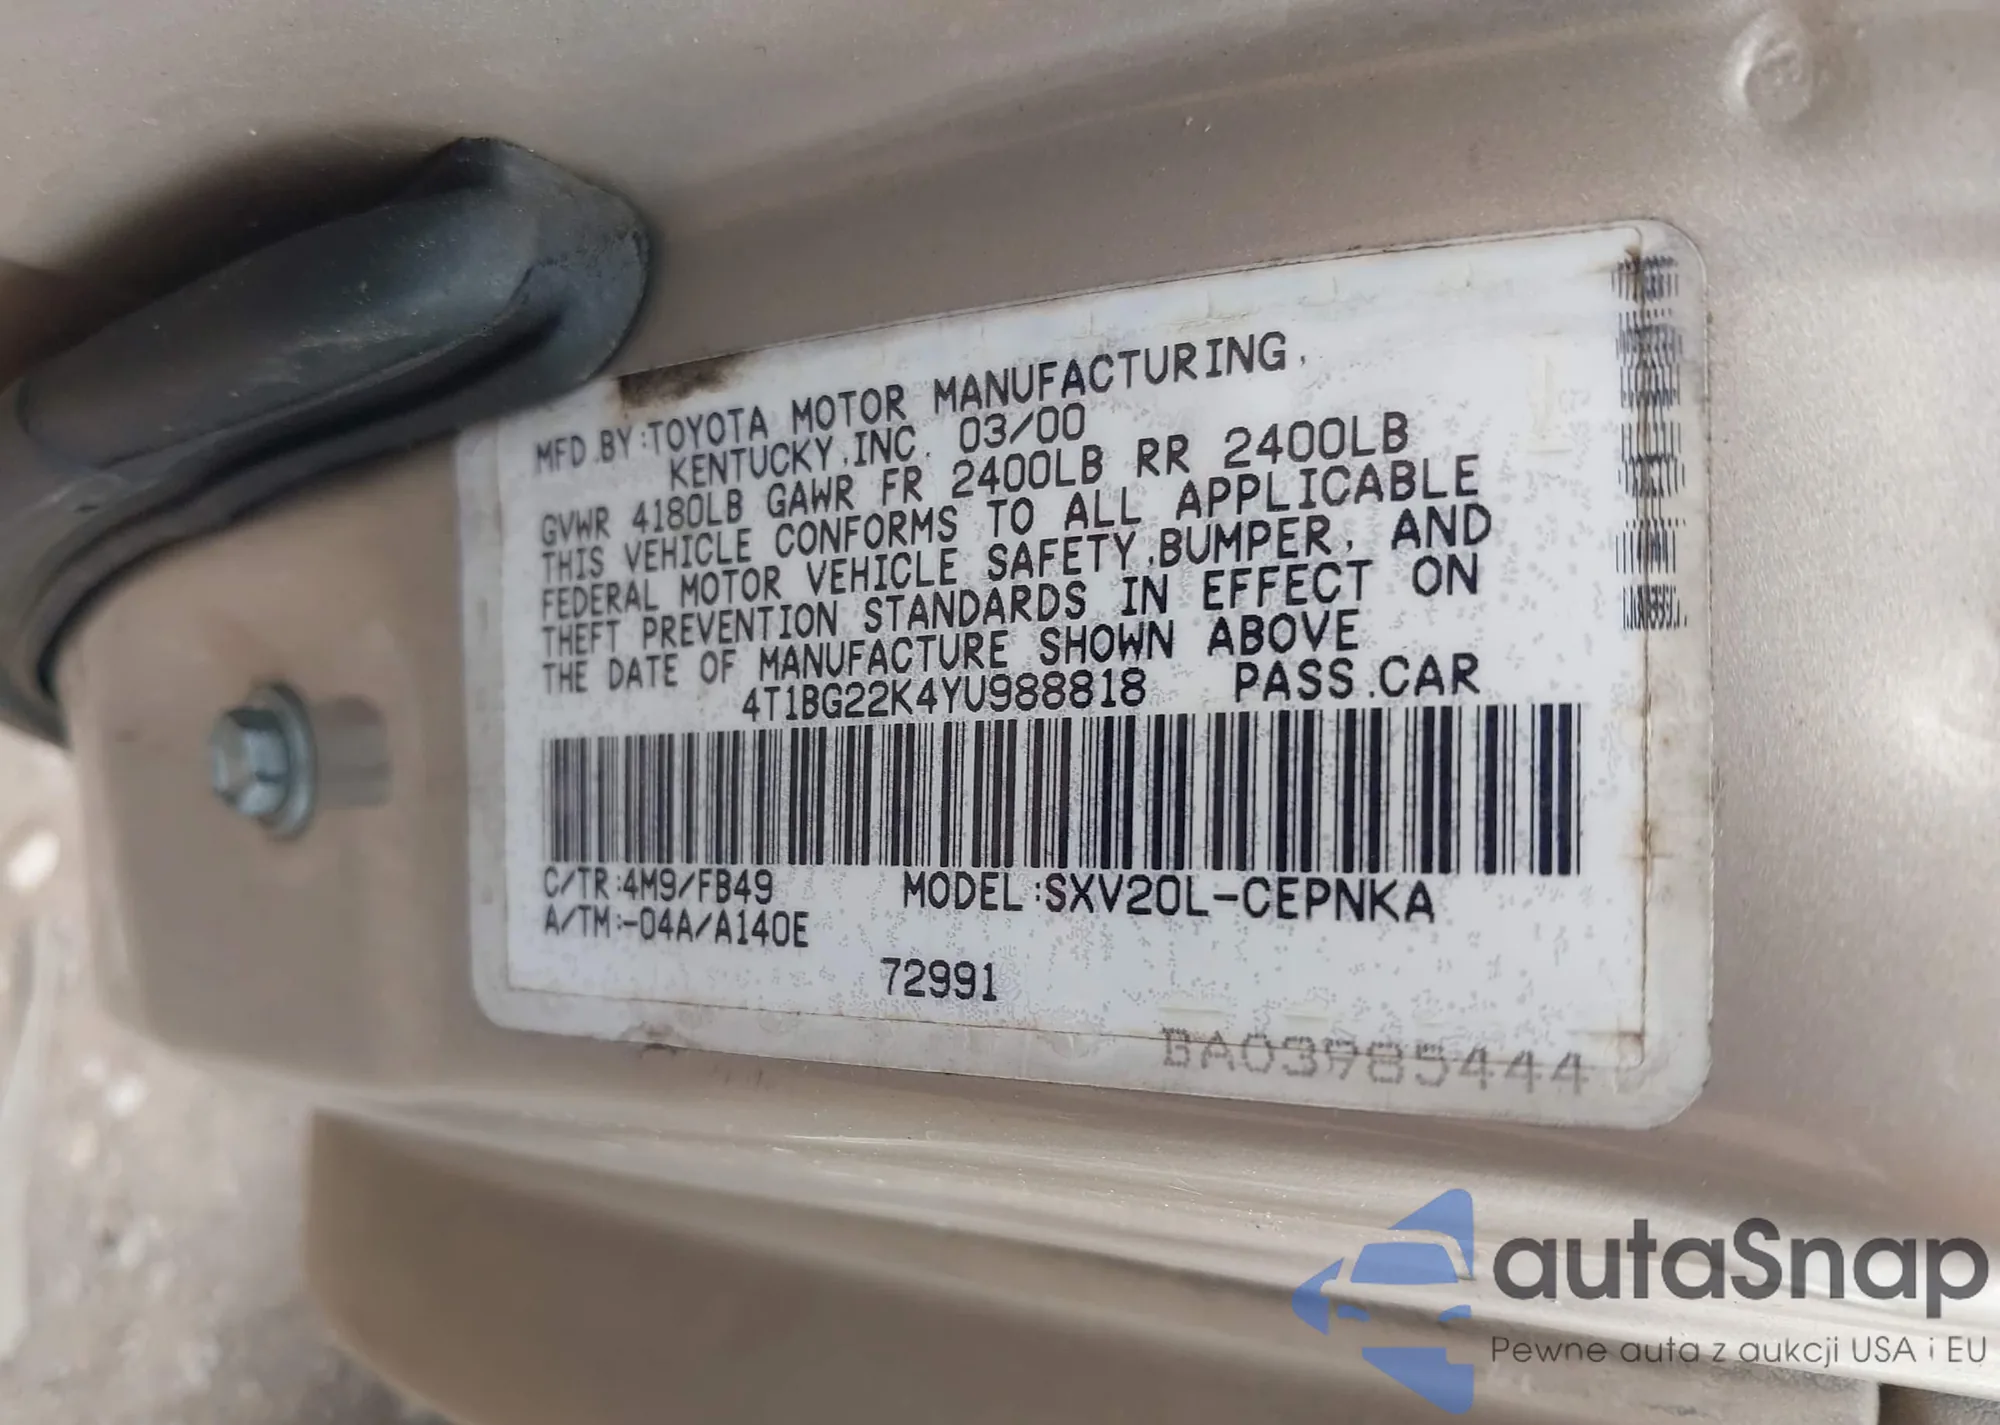 MFD.BY:TOYOTA MOTOR MANUFACTURING,
KENTUCKY,INC. 03/00
GVWR 4180LB GAWR FR 2400LB RR 2400LB
THIS VEHICLE CONFORMS TO ALL APPLICABLE
FEDERAL MOTOR VEHICLE SAFETY,BUMPER, AND
THEFT PREVENTION STANDARDS IN EFFECT ON
THE DATE OF MANUFACTURE SHOWN ABOVE
4T1BG22K4YU988818 PASS.CAR
C/TR:4M9/FB49 MODEL:SXV20L-CEPNKA
A/TM:-04A/A140E
72991
BA03985444
autaSnap
Pewne auta z aukcji USA i EU